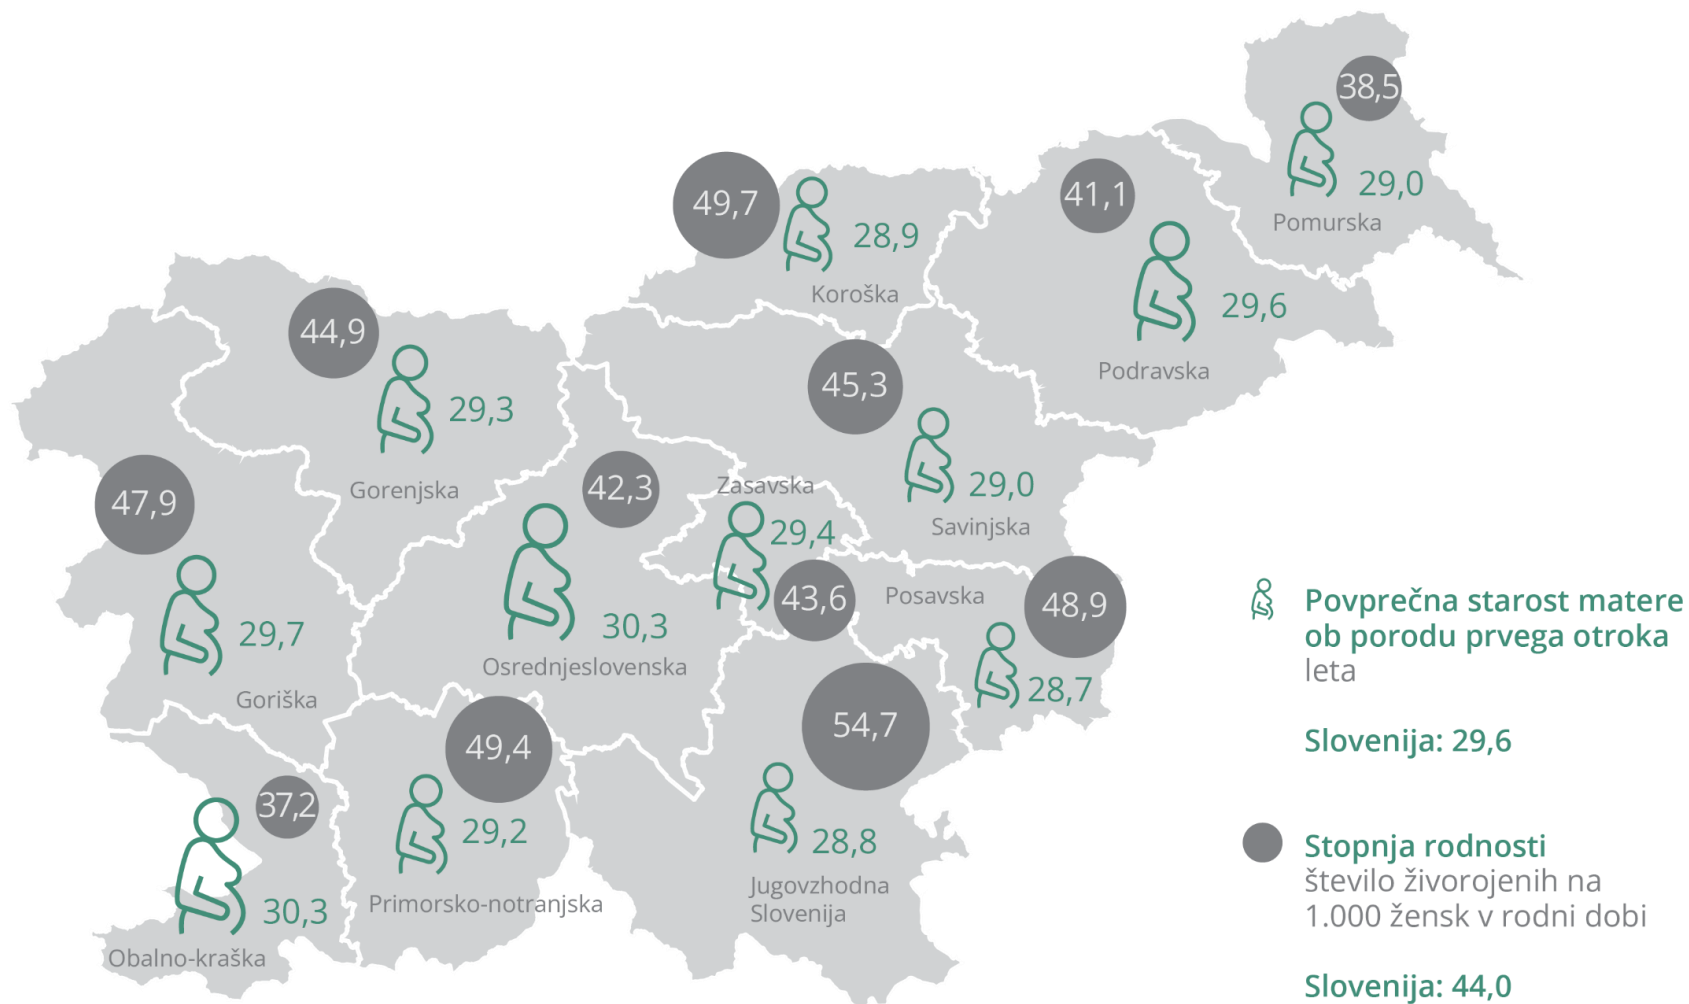 38,5
29,0
Pomurska
49,7
28,9
Koroška
41,1
29,6
Podravska
44,9
29,3
Gorenjska
45,3
29,0
Savinjska
47,9
29,7
Goriška
42,3
30,3
Osrednjeslovenska
Zasavska
29,4
43,6
Posavska
48,9
28,7
54,7
28,8
Jugovzhodna
Slovenija
49,4
29,2
Primorsko-notranjska
37,2
30,3
Obalno-kraška
Povprečna starost matere
ob porodu prvega otroka
leta
Slovenija: 29,6
Stopnja rodnosti
število živorojenih na
1.000 žensk v rodni dobi
Slovenija: 44,0